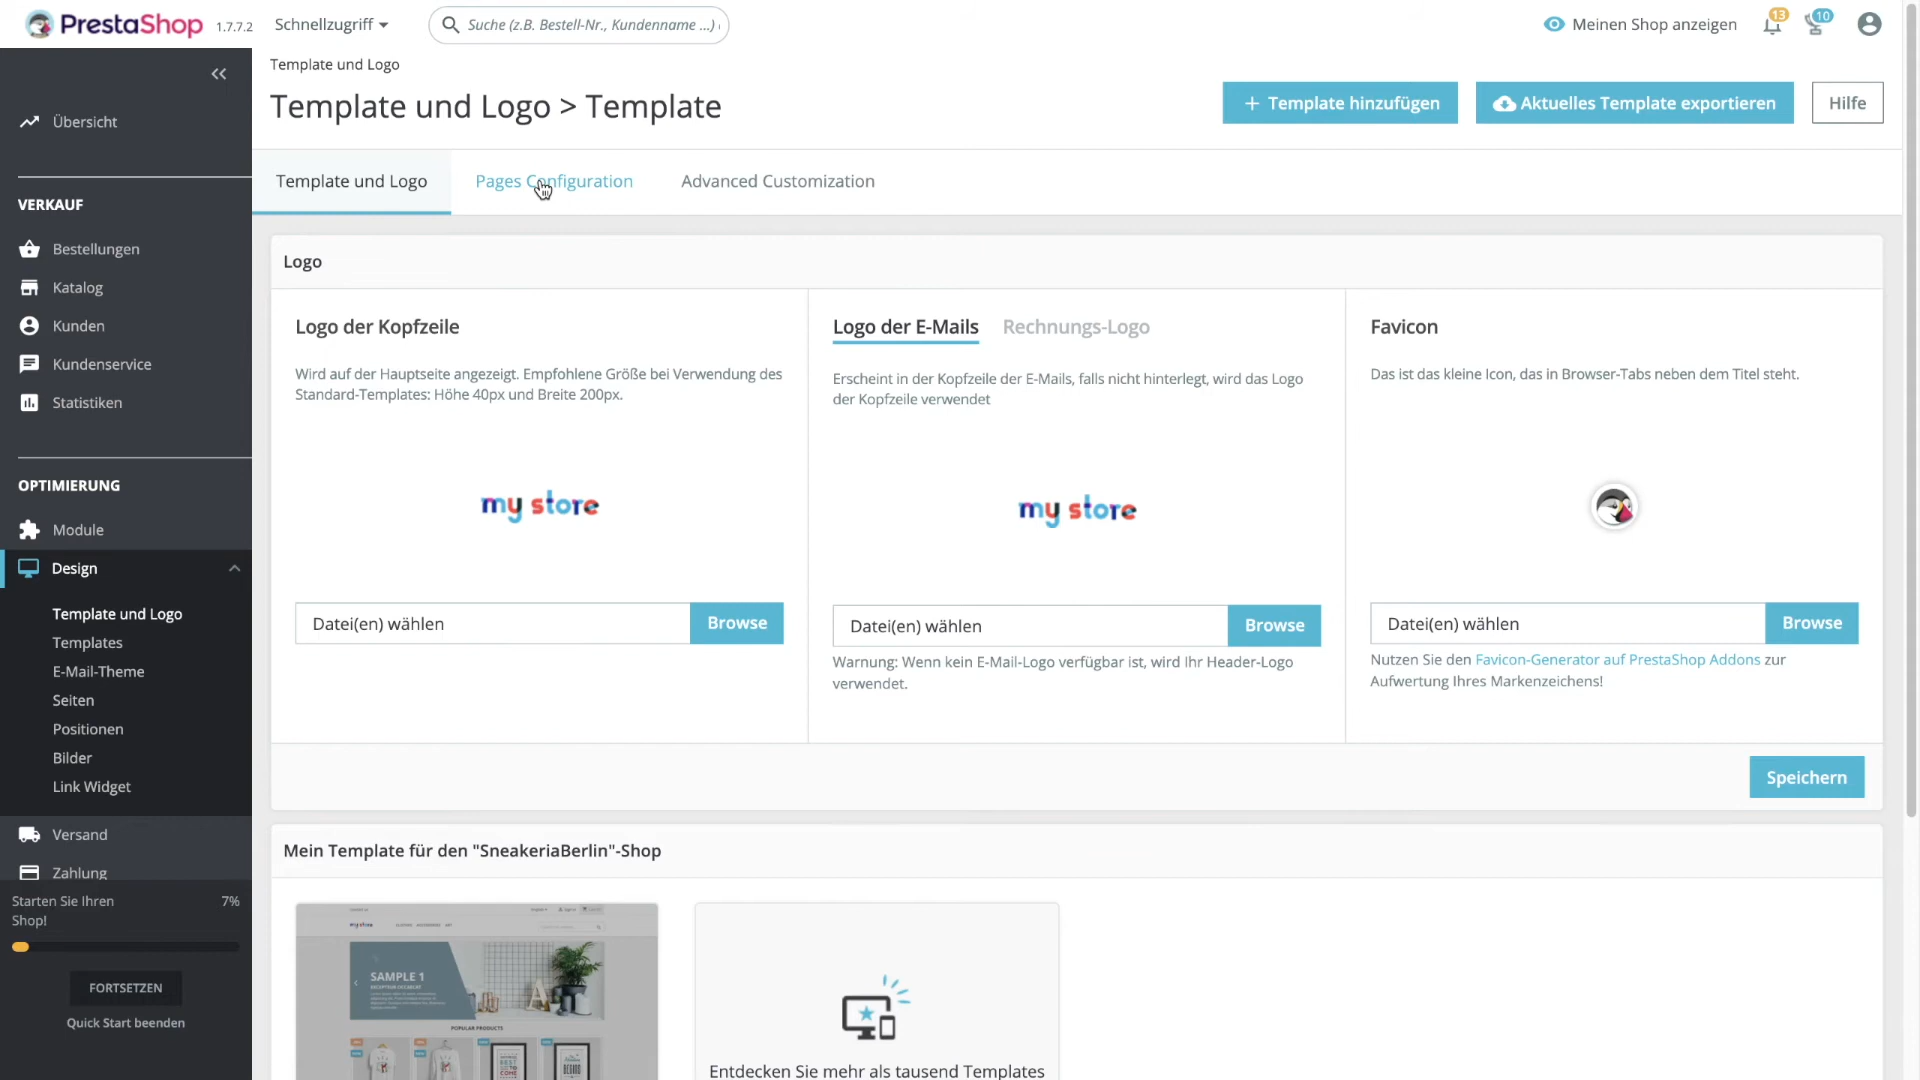 PrestaShop 1.7.7.2
Schnellzugriff
Suche (z.B. Bestell-Nr., Kundenname ...)
Meinen Shop anzeigen
13
10
Template und Logo
Template und Logo > Template
Template hinzufügen
Aktuelles Template exportieren
Hilfe
Template und Logo
Pages Configuration
Advanced Customization
Übersicht
VERKAUF
Bestellungen
Katalog
Kunden
Kundenservice
Statistiken
OPTIMIERUNG
Module
Design
Template und Logo
Templates
E-Mail-Theme
Seiten
Positionen
Bilder
Link Widget
Versand
Zahlung
Starten Sie Ihren
Shop!
7%
FORTSETZEN
Quick Start beenden
Logo
Logo der Kopfzeile
Wird auf der Hauptseite angezeigt. Empfohlene Größe bei Verwendung des
Standard-Templates: Höhe 40px und Breite 200px.
my store
Datei(en) wählen
Browse
Logo der E-Mails
Rechnungs-Logo
Erscheint in der Kopfzeile der E-Mails, falls nicht hinterlegt, wird das Logo
der Kopfzeile verwendet
my store
Datei(en) wählen
Browse
Warnung: Wenn kein E-Mail-Logo verfügbar ist, wird Ihr Header-Logo
verwendet.
Favicon
Das ist das kleine Icon, das in Browser-Tabs neben dem Titel steht.
Datei(en) wählen
Browse
Nutzen Sie den Favicon-Generator auf PrestaShop Addons zur
Aufwertung Ihres Markenzeichens!
Speichern
Mein Template für den "SneakeriaBerlin"-Shop
my store
SAMPLE 1
POPULAR PRODUCTS
Entdecken Sie mehr als tausend Templates